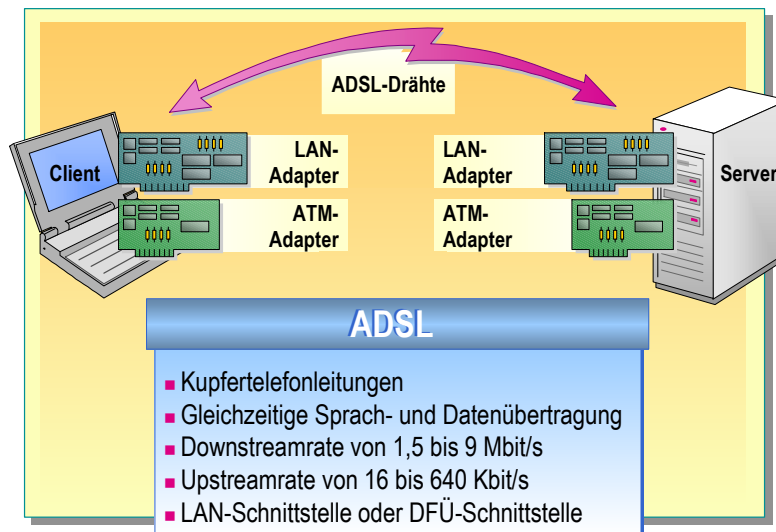 ADSL-Drähte
Client
LAN-
Adapter
LAN-
Adapter
Server
ATM-
Adapter
ATM-
Adapter
ADSL
Kupfertelefonleitungen
Gleichzeitige Sprach- und Datenübertragung
Downstreamrate von 1,5 bis 9 Mbit/s
Upstreamrate von 16 bis 640 Kbit/s
LAN-Schnittstelle oder DFÜ-Schnittstelle